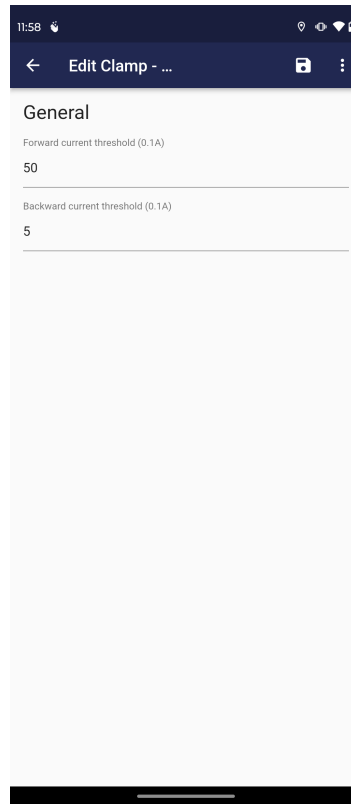 11:58
Edit Clamp - ...
General
Forward current threshold (0.1A)
50
Backward current threshold (0.1A)
5